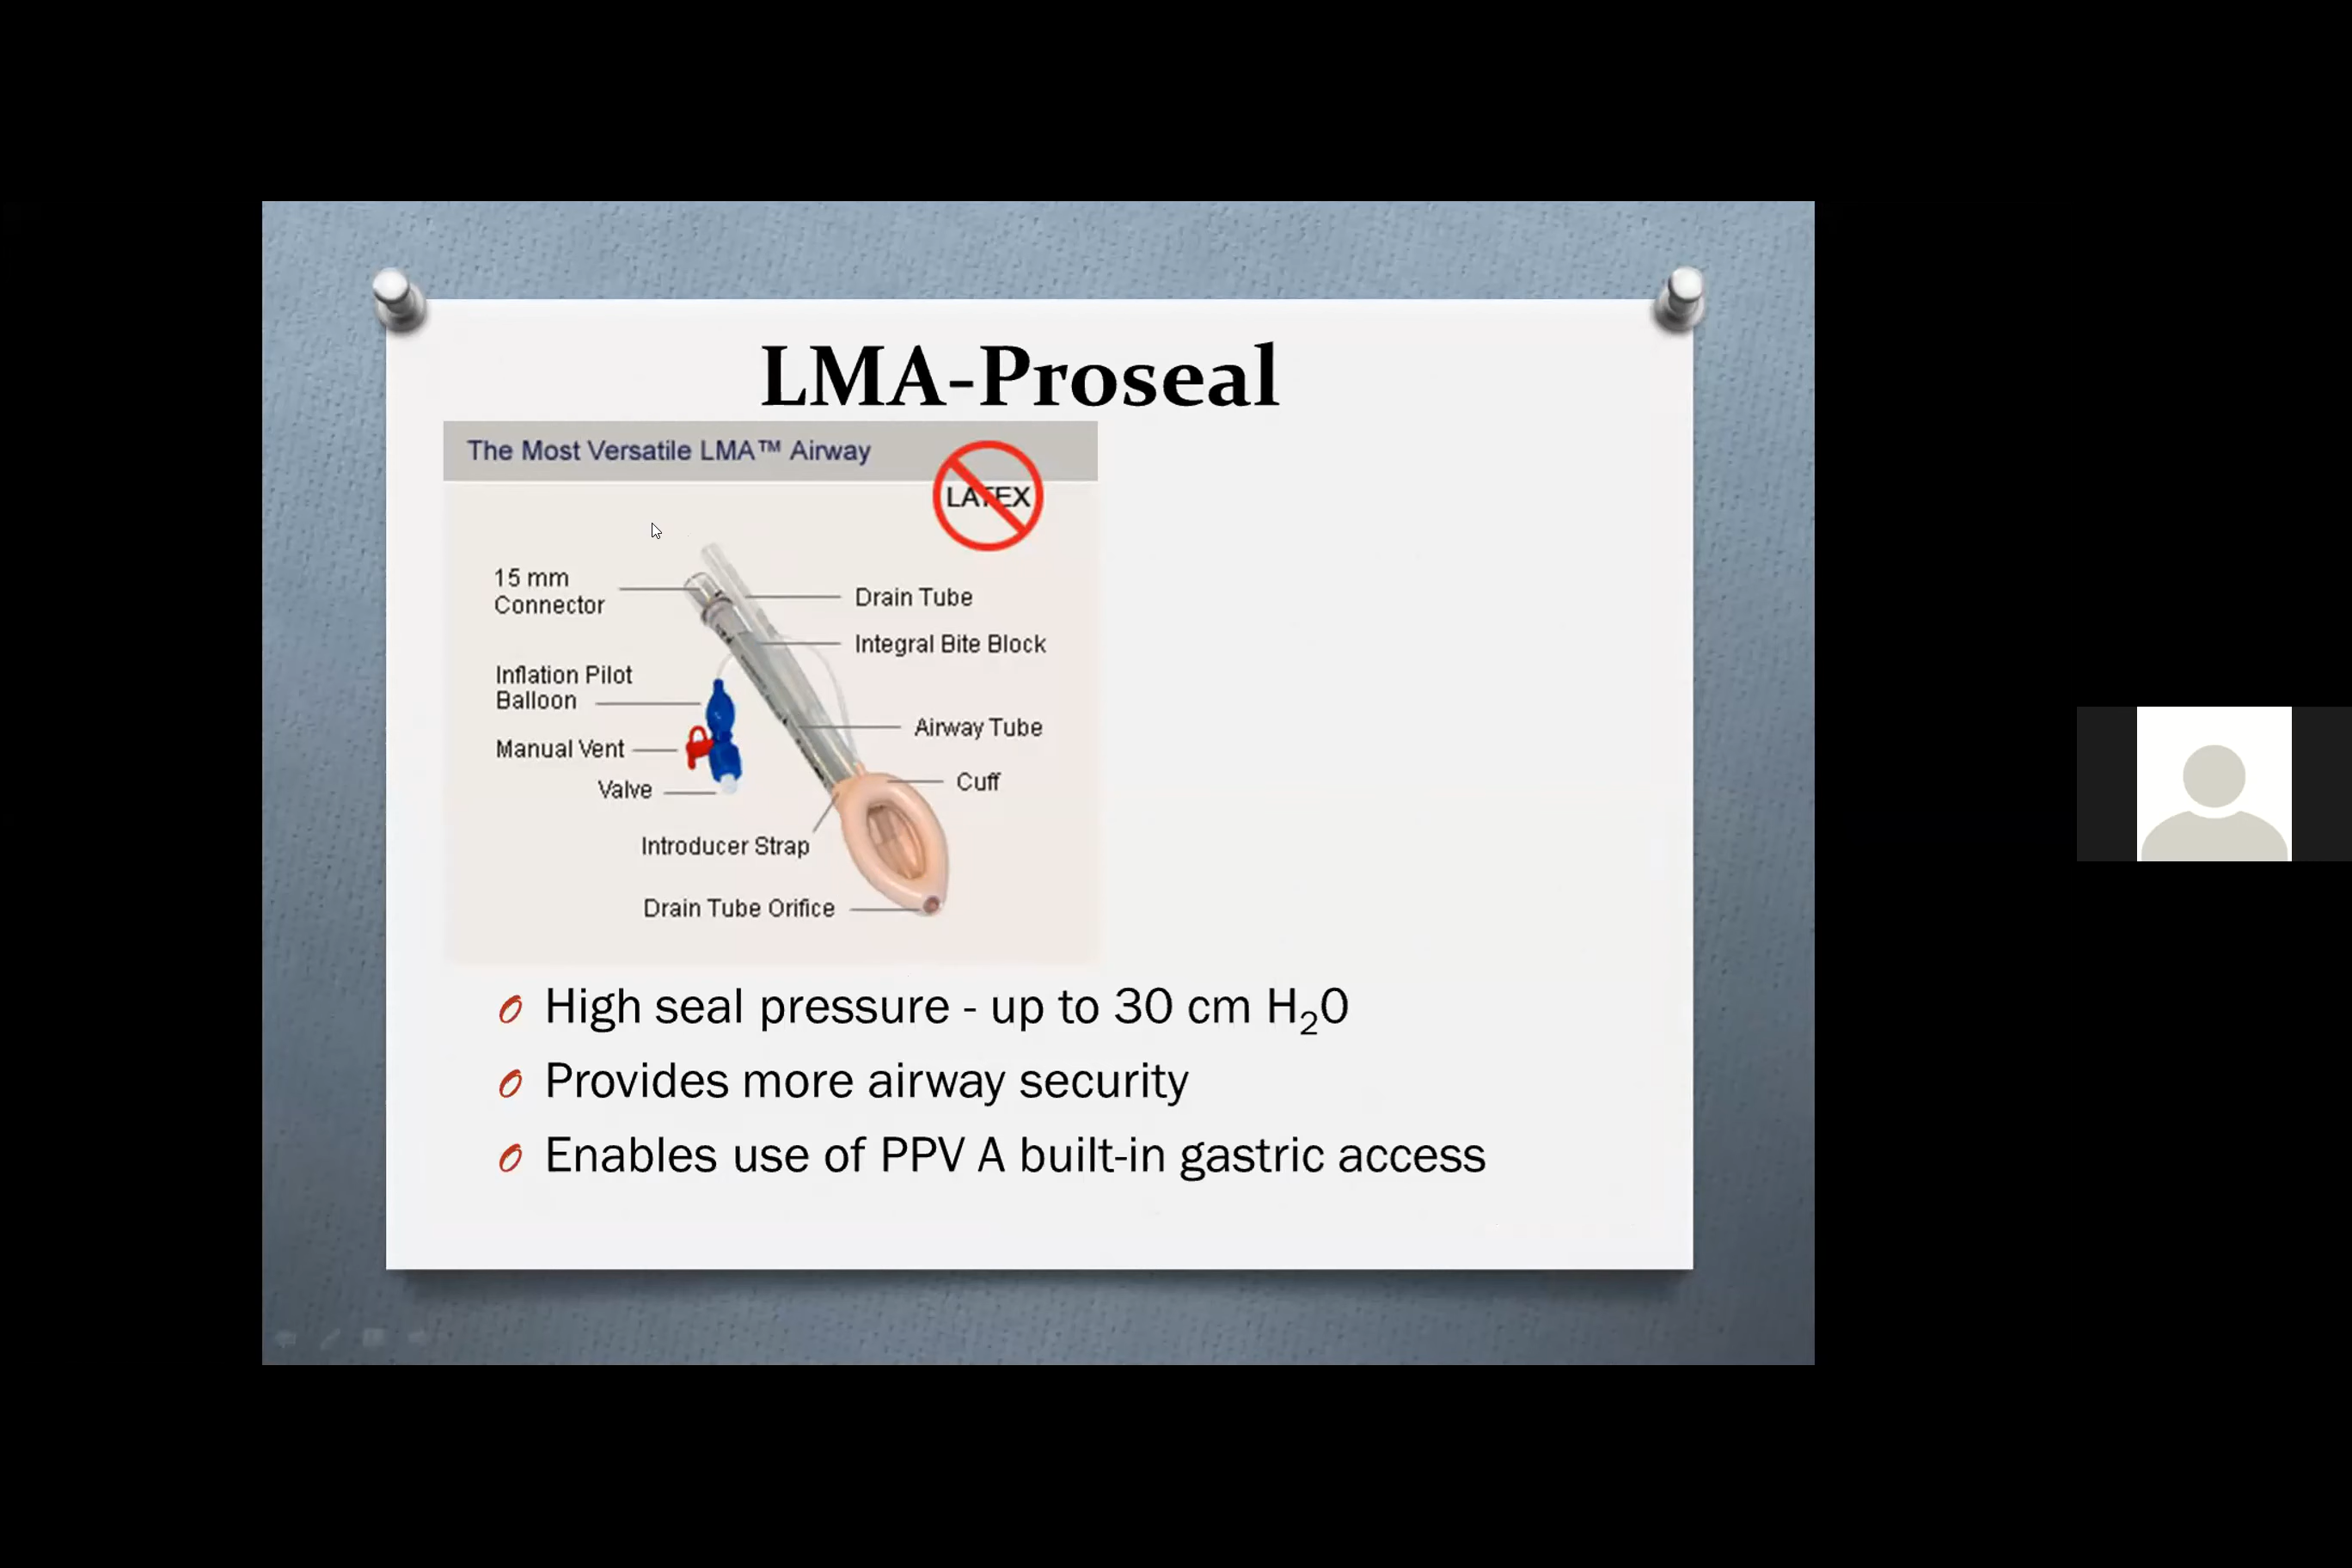 LMA-Proseal
The Most Versatile LMA™ Airway
LATEX
15 mm
Connector
Drain Tube
Integral Bite Block
Inflation Pilot
Balloon
Airway Tube
Manual Vent
Cuff
Valve
Introducer Strap
Drain Tube Orifice
High seal pressure - up to 30 cm H₂0
Provides more airway security
Enables use of PPV A built-in gastric access